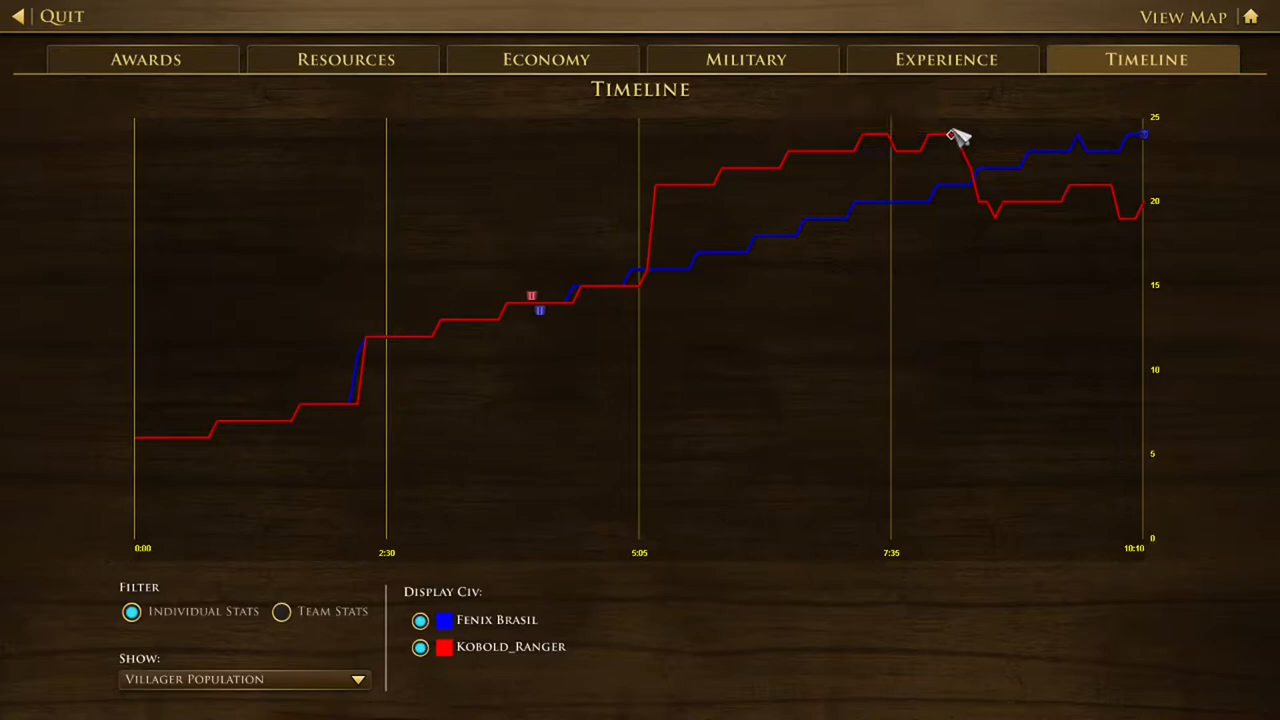 QUIT
VIEW MAP
AWARDS RESOURCES ECONOMY MILITARY EXPERIENCE TIMELINE
TIMELINE
25
20
15
II
II
10
5
0
0:00 2:30 5:05 7:35 10:10
FILTER
INDIVIDUAL STATS TEAM STATS
SHOW:
VILLAGER POPULATION
DISPLAY CIV:
FENIX BRASIL
KOBOLD_RANGER